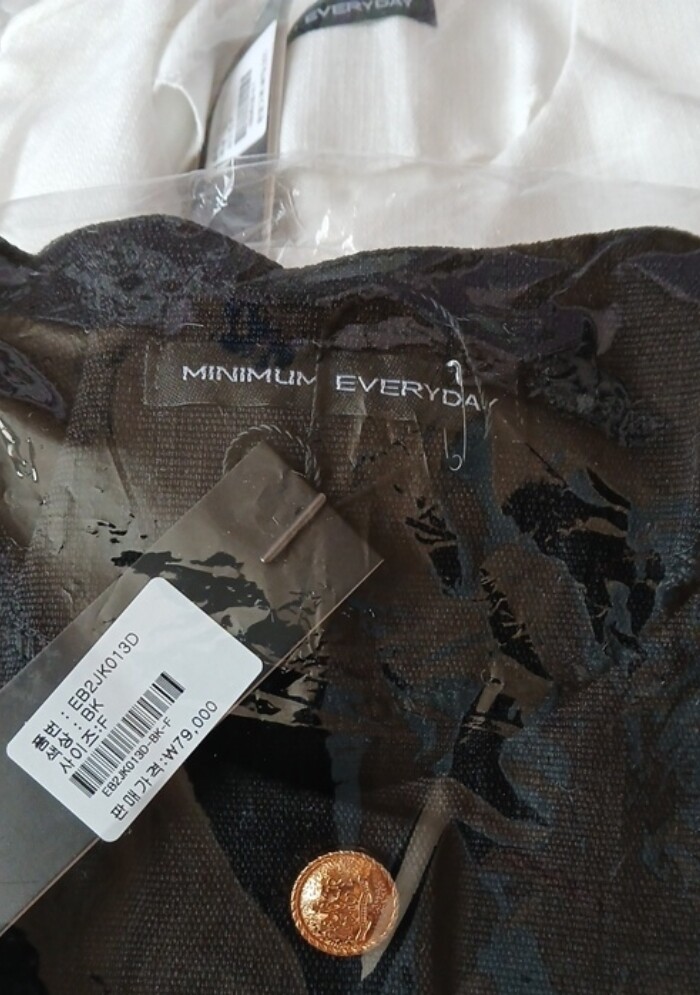 EVERYDAY
MINIMUM EVERYDAY
품번 : EB2JK013D
색상 : BK
사이즈:F
EB2JK013D-BK-F
판매가격:₩79,000